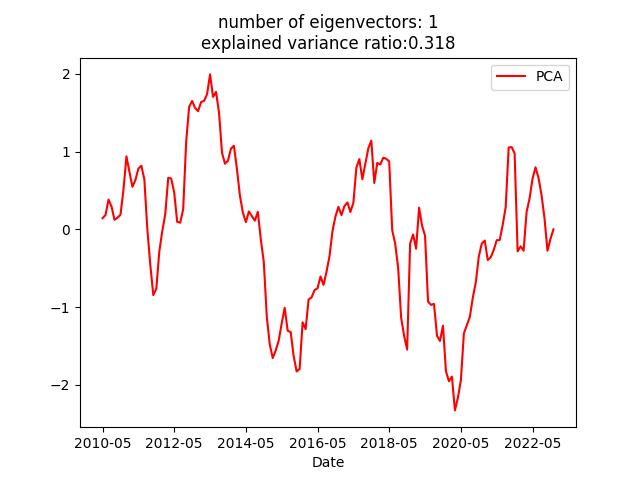 number of eigenvectors: 1
explained variance ratio:0.318
PCA
2
1
0
−1
−2
2010-05 2012-05 2014-05 2016-05 2018-05 2020-05 2022-05
Date